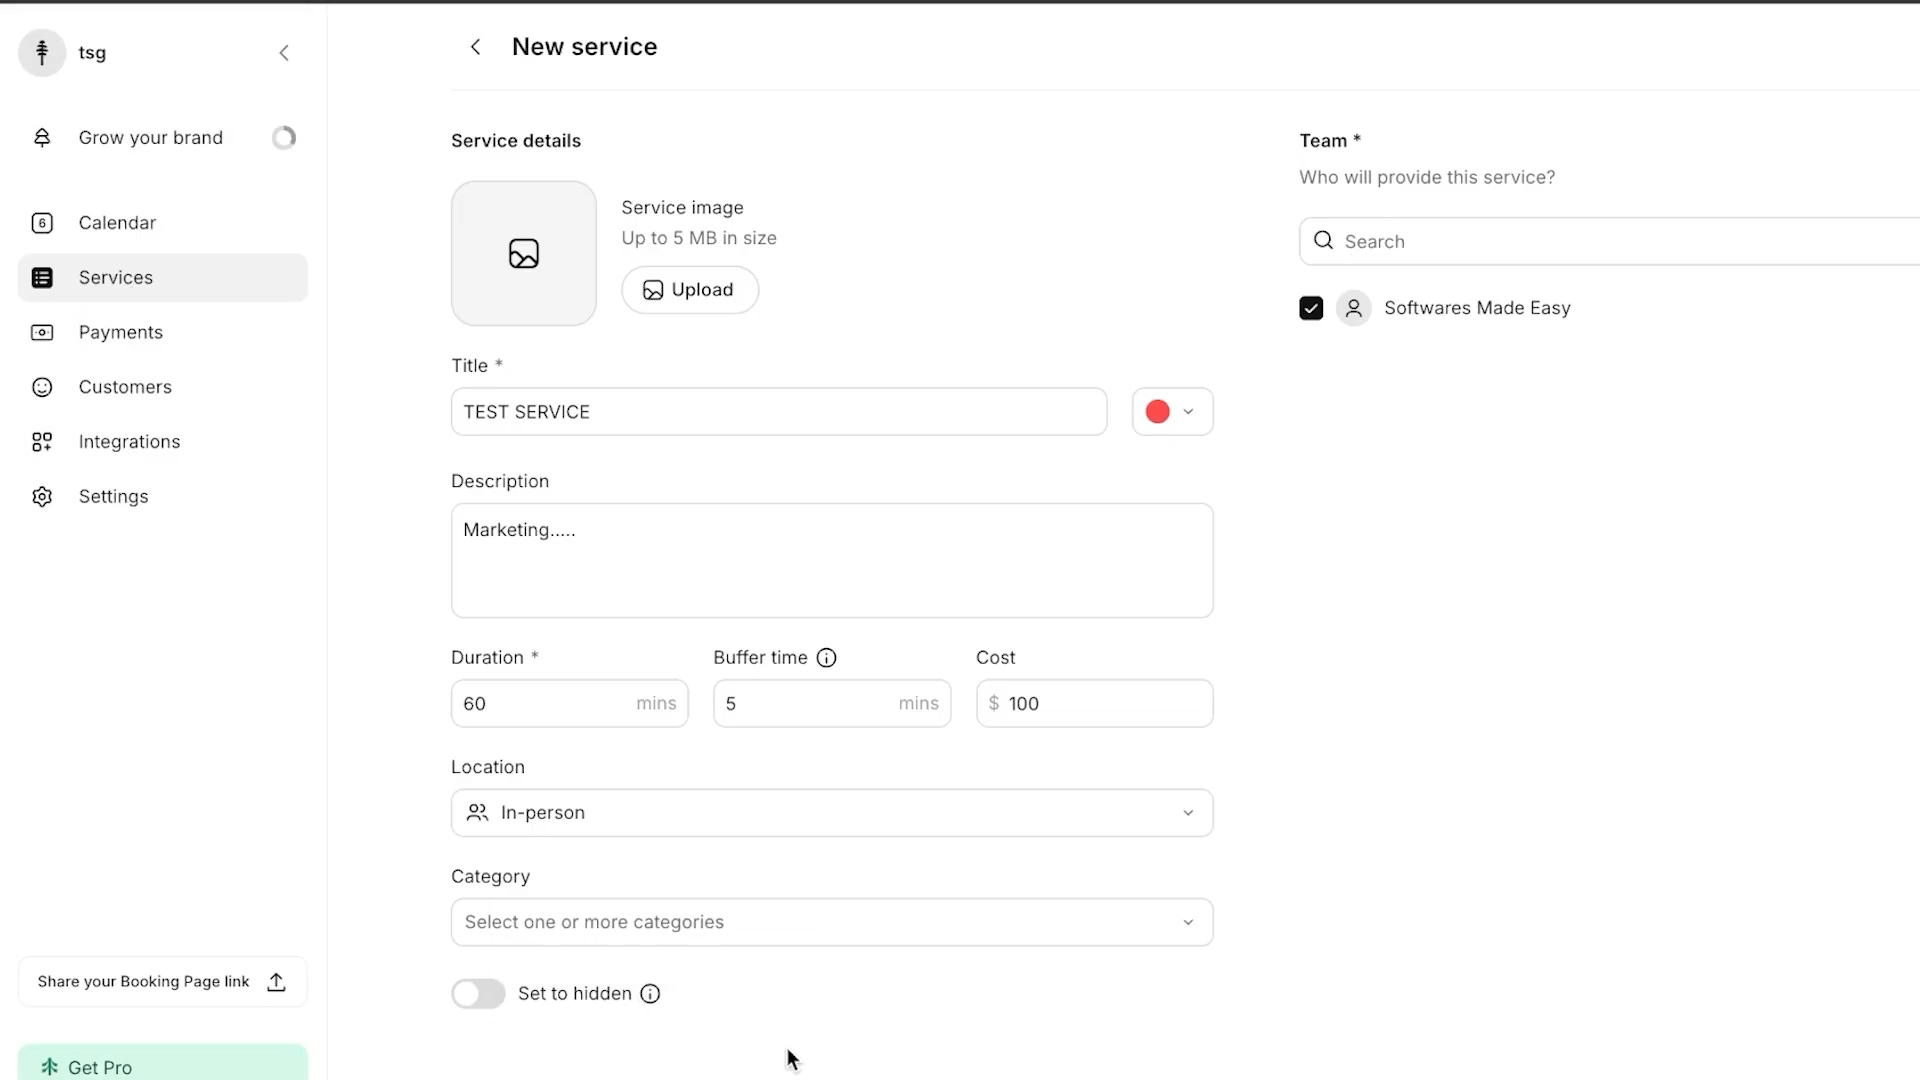 tsg
Grow your brand
6
Calendar
Services
Payments
Customers
Integrations
Settings
Share your Booking Page link
Get Pro
New service
Service details
Service image
Up to 5 MB in size
Upload
Title *
TEST SERVICE
Description
Marketing.....
Duration *
Buffer time
Cost
60 mins
5 mins
$ 100
Location
In-person
Category
Select one or more categories
Set to hidden
Team *
Who will provide this service?
Search
Softwares Made Easy